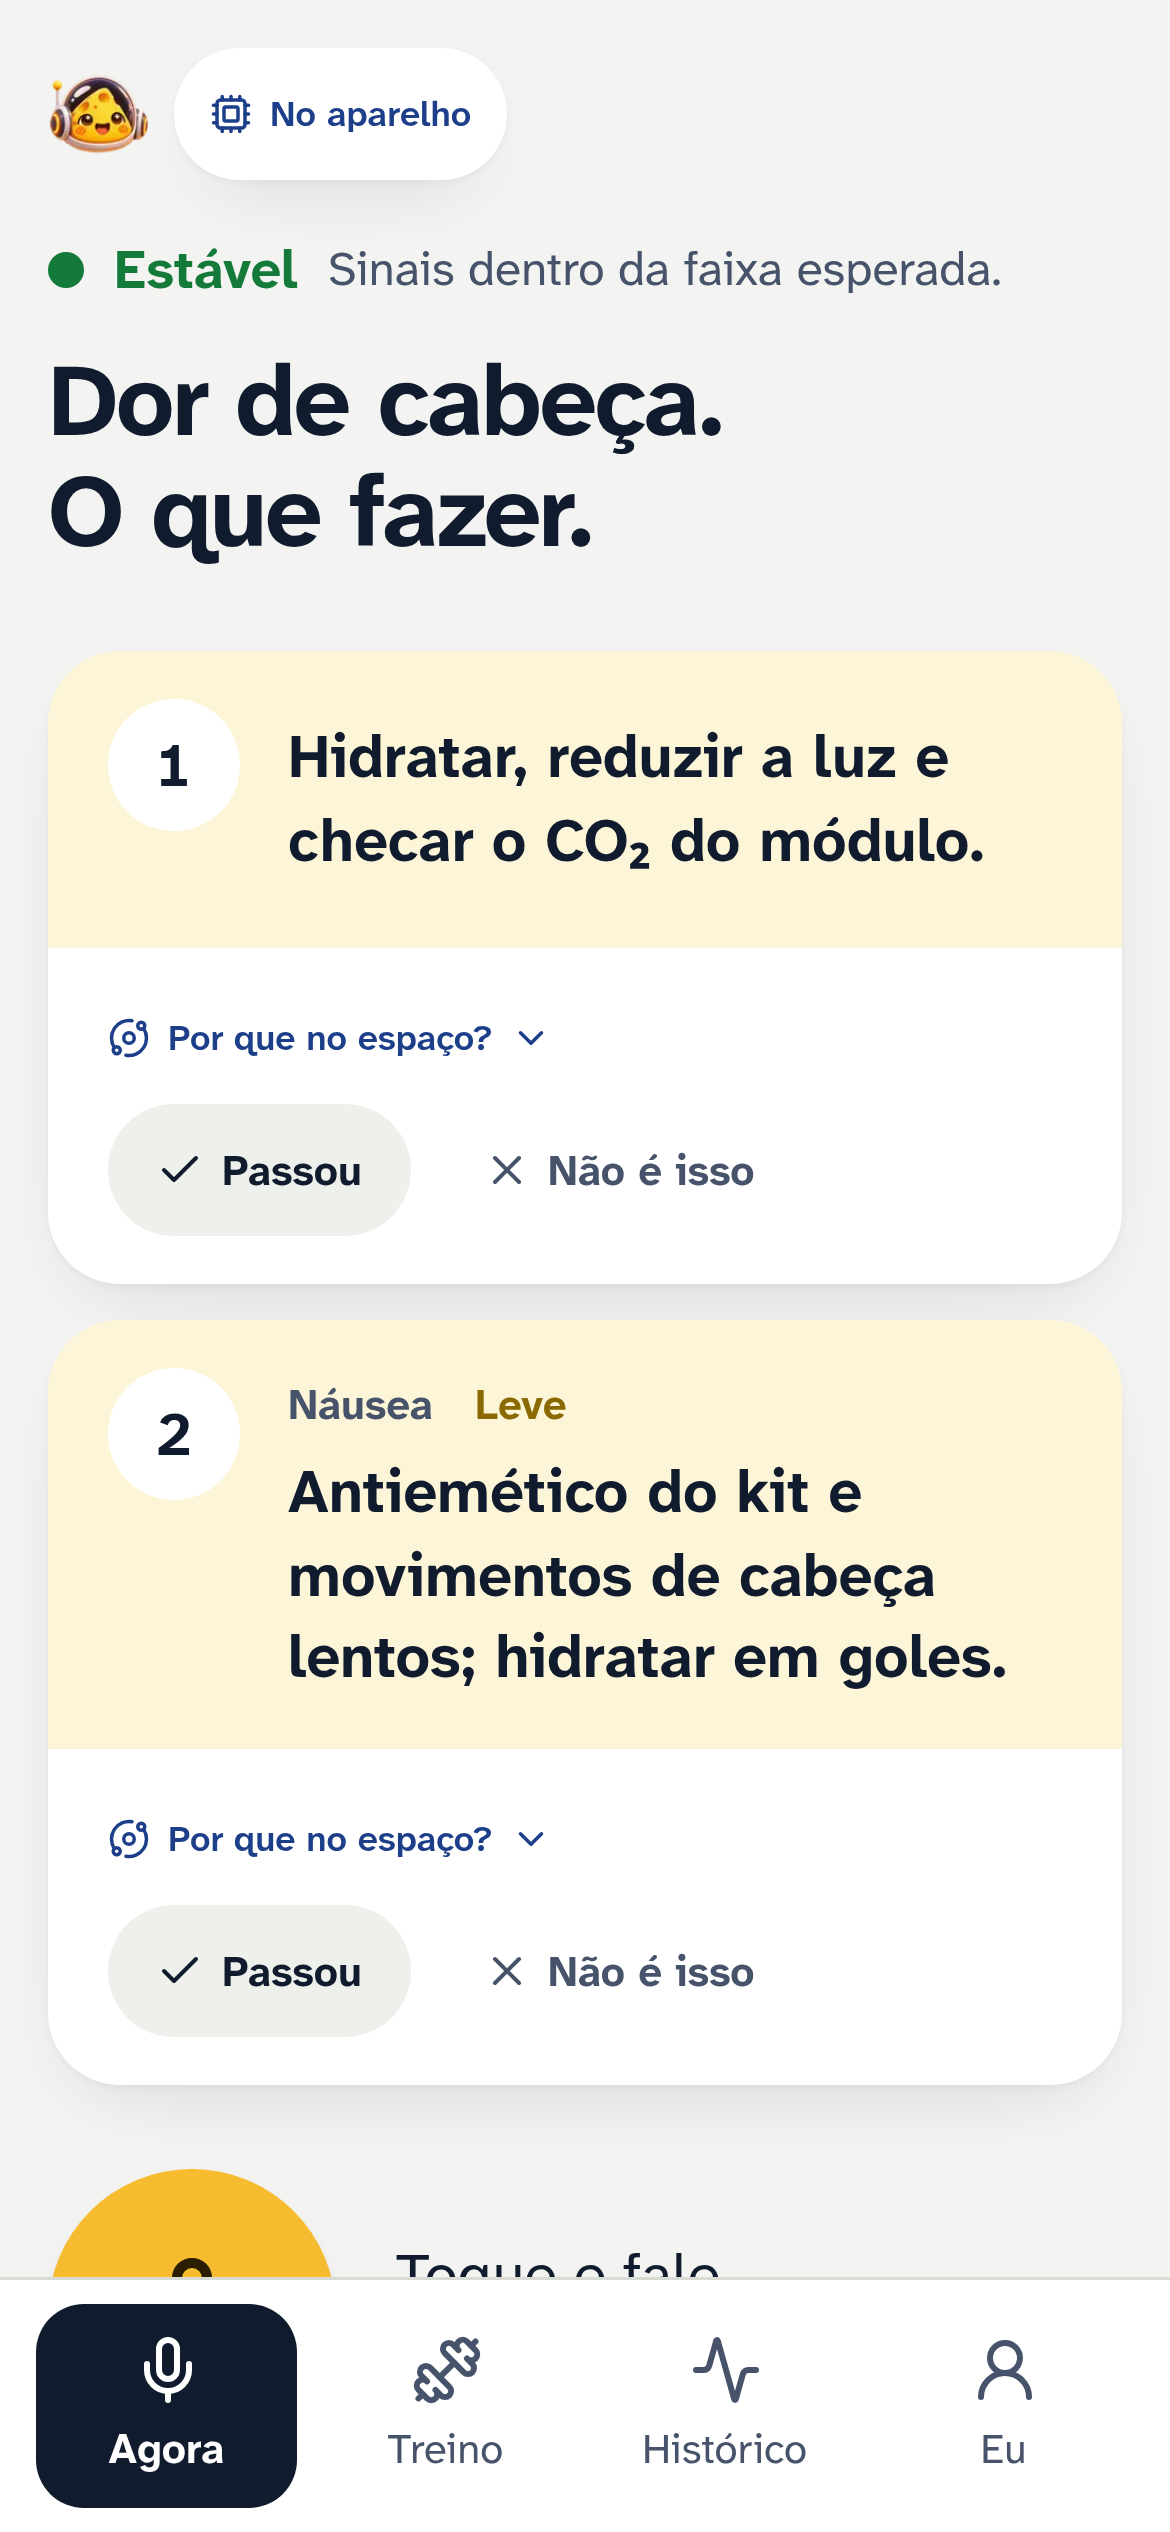 No aparelho
Estável Sinais dentro da faixa esperada.
Dor de cabeça.
O que fazer.
1
Hidratar, reduzir a luz e
checar o CO₂ do módulo.
Por que no espaço?
Passou
Não é isso
2
Náusea Leve
Antiemético do kit e
movimentos de cabeça
lentos; hidratar em goles.
Por que no espaço?
Passou
Não é isso
Toque e fale
Agora
Treino
Histórico
Eu